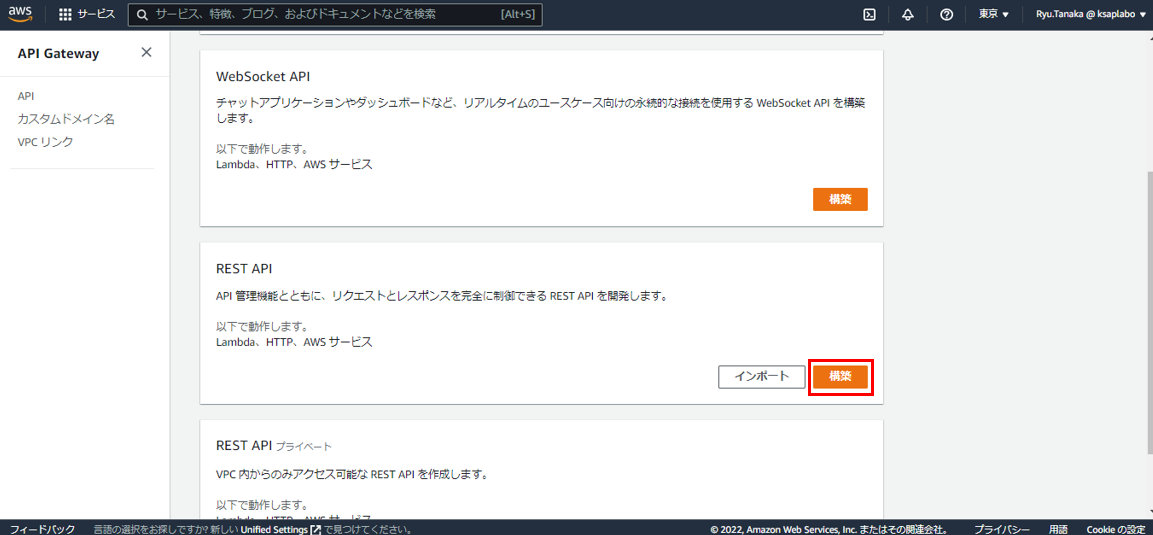 aws
サービス
サービス、特徴、ブログ、およびドキュメントなどを検索 [Alt+S]
東京 ▼
Ryu.Tanaka @ ksaplabo ▼
API Gateway
API
カスタムドメイン名
VPC リンク
WebSocket API
チャットアプリケーションやダッシュボードなど、リアルタイムのユースケース向けの永続的な接続を使用する WebSocket API を構築
します。
以下で動作します。
Lambda、HTTP、AWS サービス
構築
REST API
API 管理機能とともに、リクエストとレスポンスを完全に制御できる REST API を開発します。
以下で動作します。
Lambda、HTTP、AWS サービス
インポート
構築
REST API プライベート
VPC 内からのみアクセス可能な REST API を作成します。
以下で動作します。
Lambda、HTTP、AWS サービス
フィードバック
言語の選択をお探しですか? 新しい Unified Settings で見つけてください。
© 2022, Amazon Web Services, Inc. またはその関連会社。
プライバシー
用語
Cookie の設定